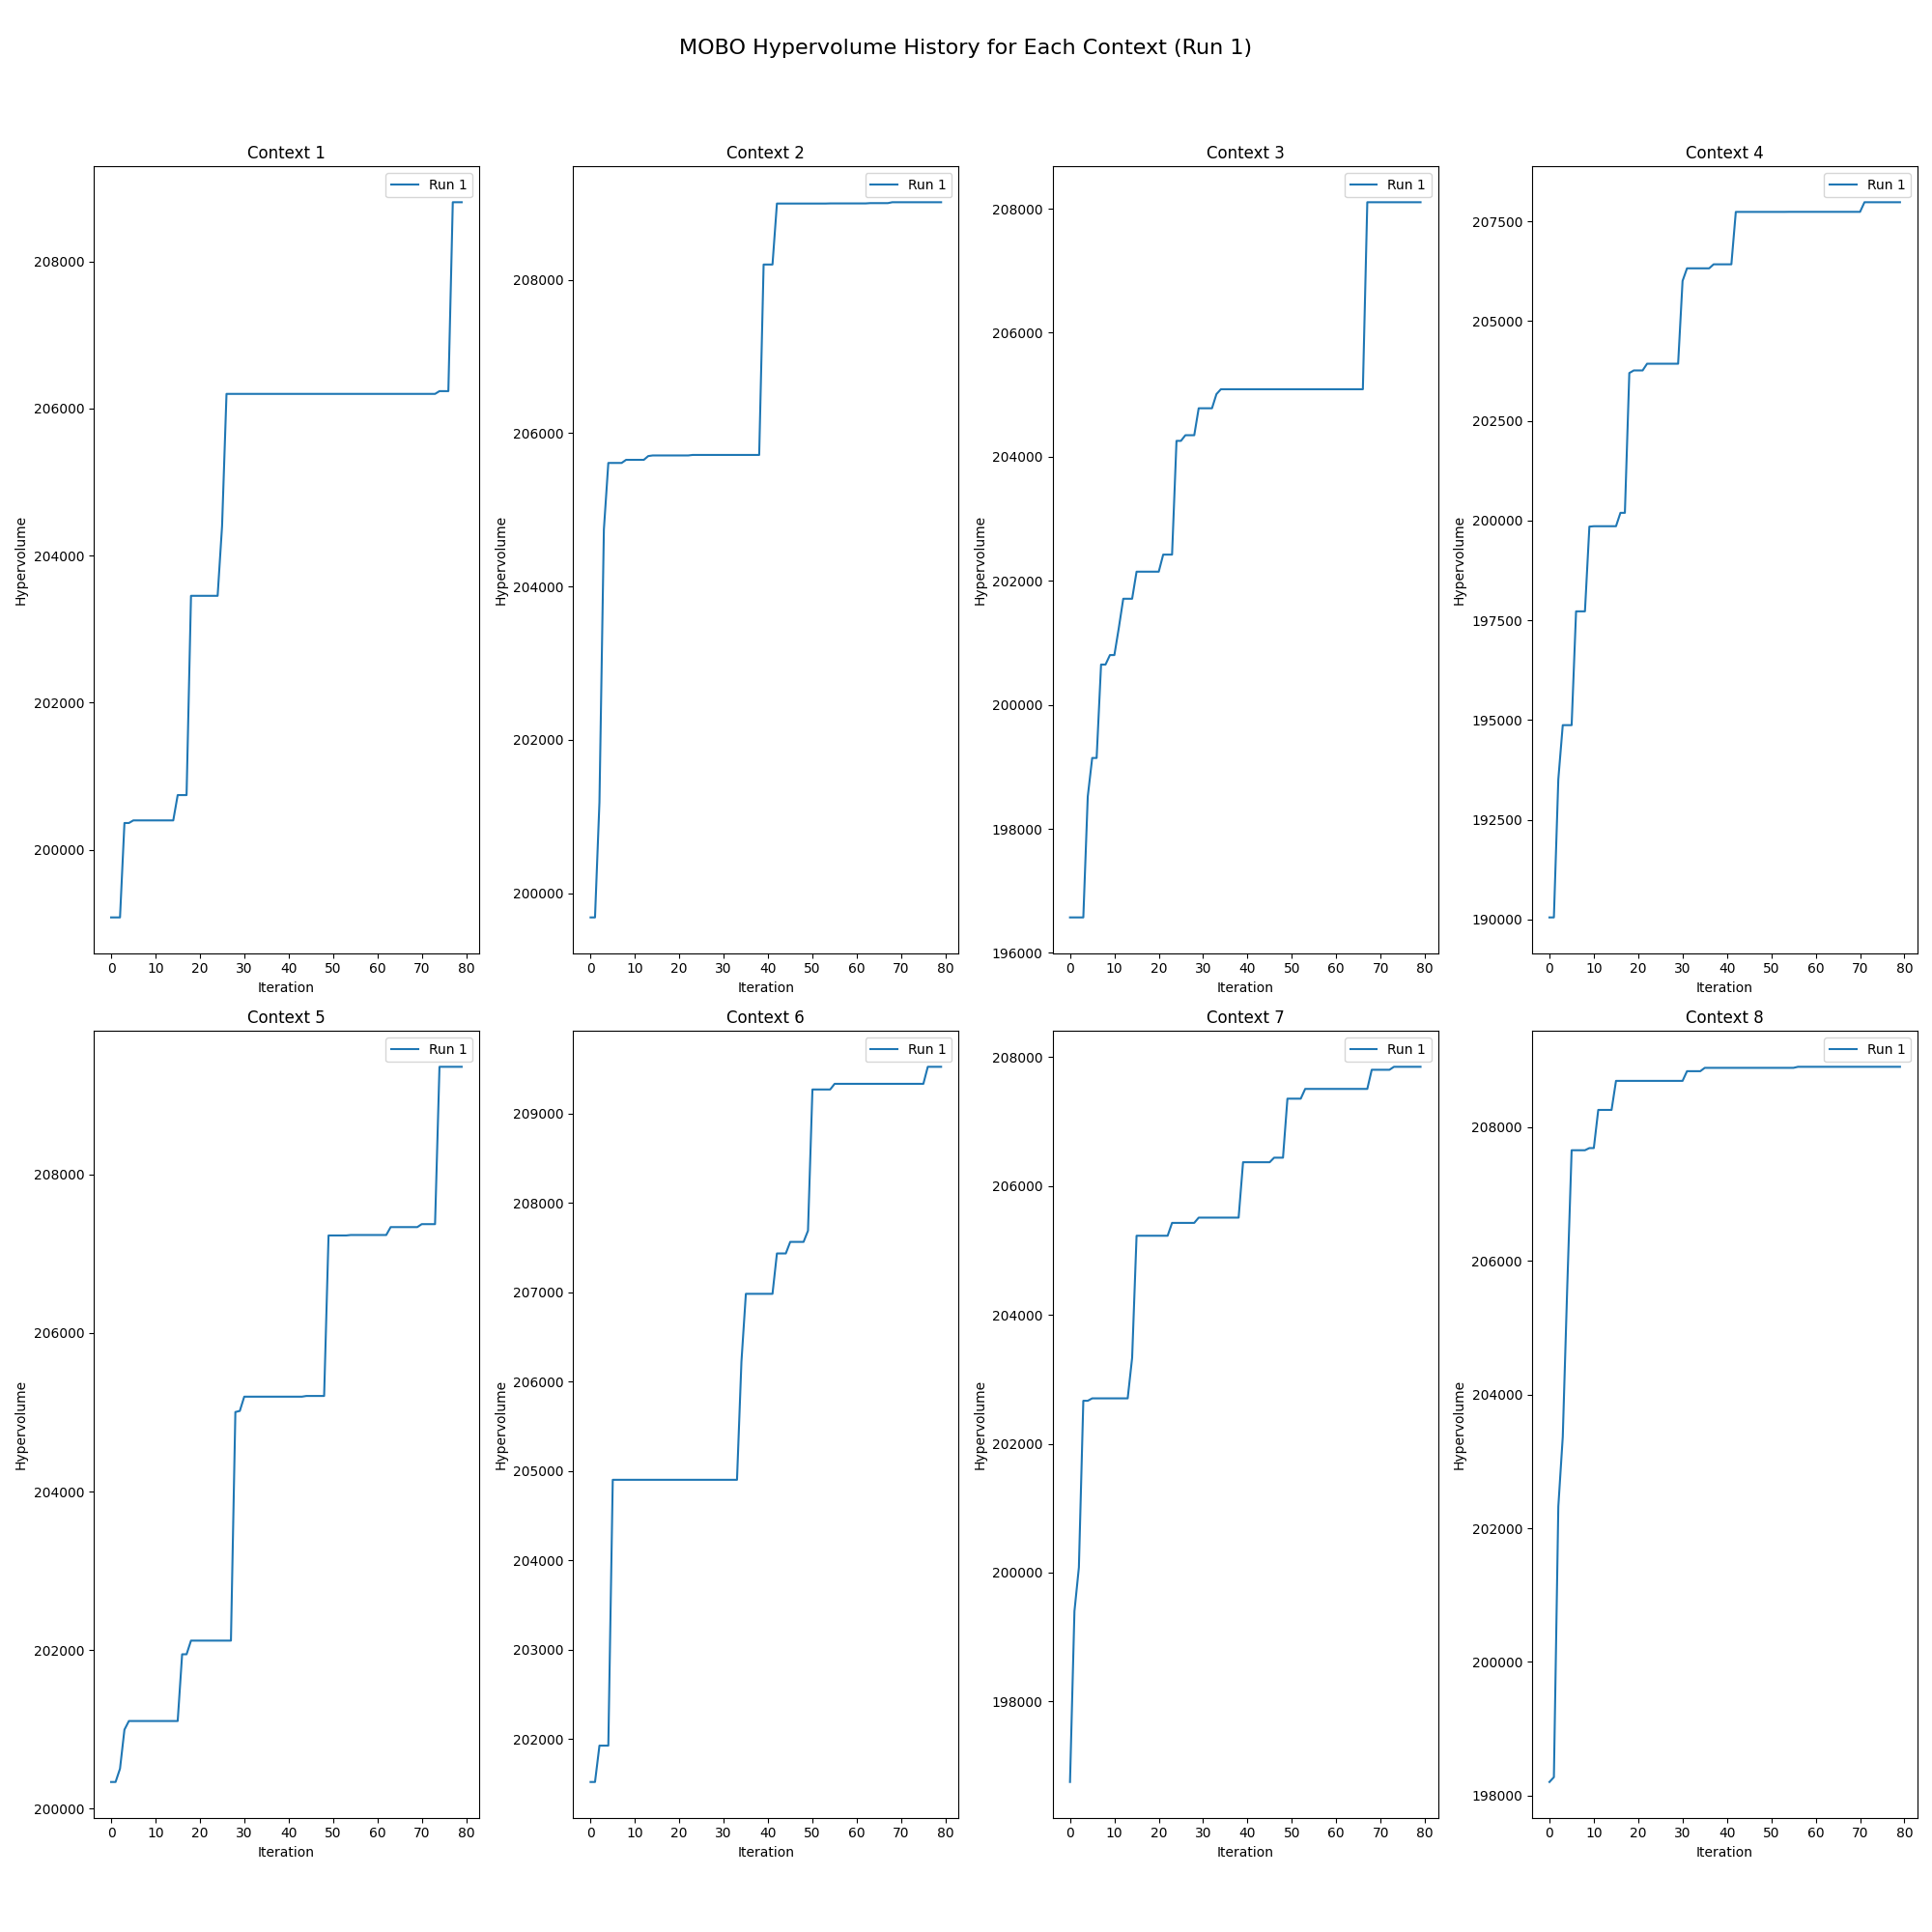 MOBO Hypervolume History for Each Context (Run 1)
Context 1
Run 1
208000
206000
204000
202000
200000
Hypervolume
0 10 20 30 40 50 60 70 80
Iteration
Context 2
Run 1
208000
206000
204000
202000
200000
Hypervolume
0 10 20 30 40 50 60 70 80
Iteration
Context 3
Run 1
208000
206000
204000
202000
200000
198000
196000
Hypervolume
0 10 20 30 40 50 60 70 80
Iteration
Context 4
Run 1
207500
205000
202500
200000
197500
195000
192500
190000
Hypervolume
0 10 20 30 40 50 60 70 80
Iteration
Context 5
Run 1
208000
206000
204000
202000
200000
Hypervolume
0 10 20 30 40 50 60 70 80
Iteration
Context 6
Run 1
209000
208000
207000
206000
205000
204000
203000
202000
Hypervolume
0 10 20 30 40 50 60 70 80
Iteration
Context 7
Run 1
208000
206000
204000
202000
200000
198000
Hypervolume
0 10 20 30 40 50 60 70 80
Iteration
Context 8
Run 1
208000
206000
204000
202000
200000
198000
Hypervolume
0 10 20 30 40 50 60 70 80
Iteration